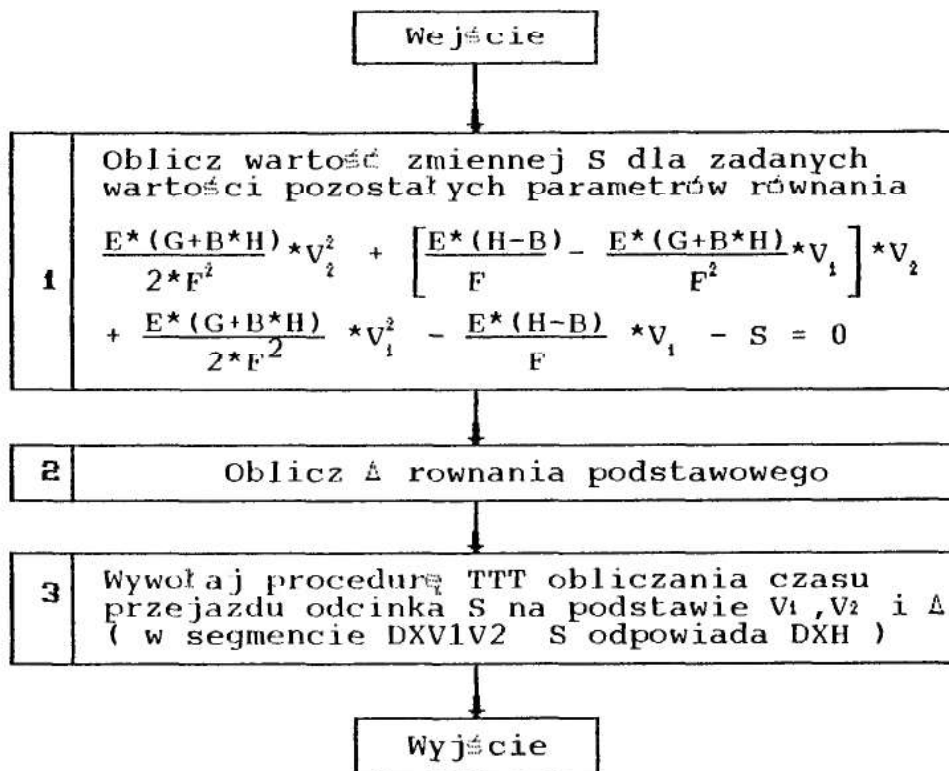 Wejście
Oblicz wartość zmiennej S dla zadanych
wartości pozostałych parametrów równania
1
E*(G+B*H)/2*F² *V₂² + [E*(H-B)/F - E*(G+B*H)/F² *V₁] *V₂
+ E*(G+B*H)/2*F² *V₁² - E*(H-B)/F *V₁ - S = 0
2 Oblicz Δ rownania podstawowego
3
Wywołaj procedurę TTT obliczania czasu
przejazdu odcinka S na podstawie V₁ ,V₂ i Δ
( w segmencie DXV1V2 S odpowiada DXH )
Wyjście